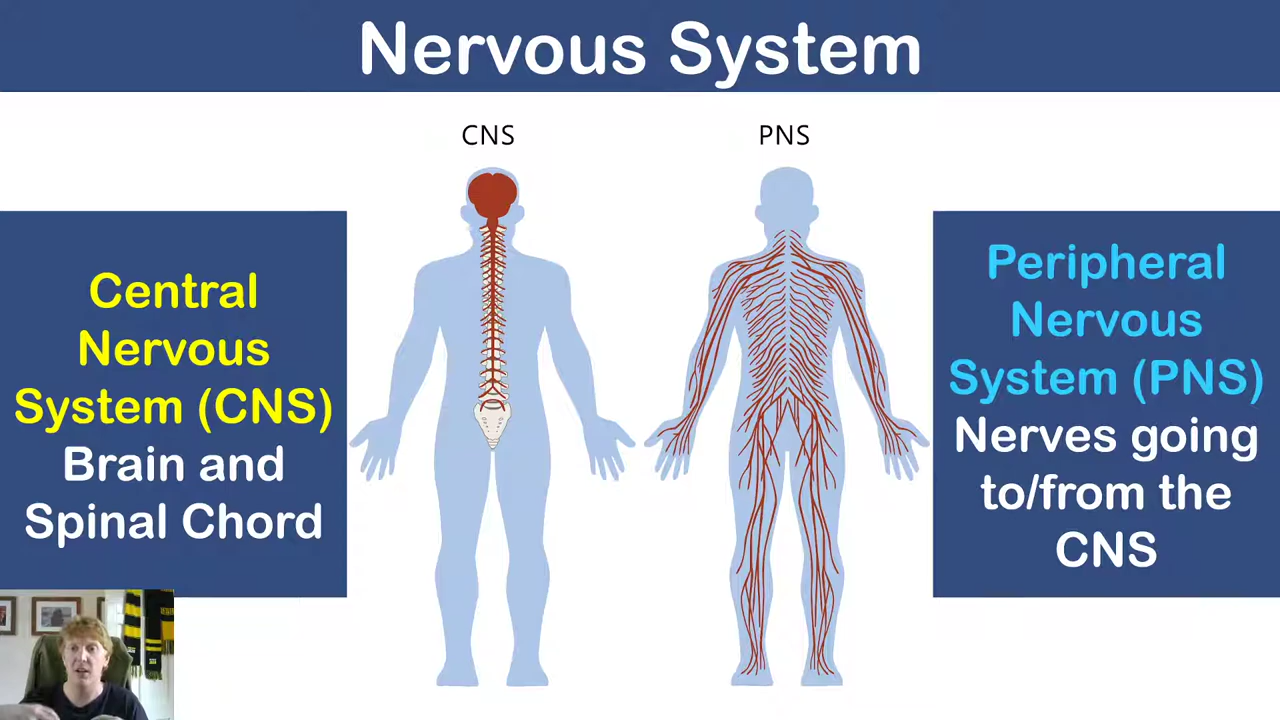 Nervous System
CNS
PNS
Central
Nervous
System (CNS)
Brain and
Spinal Chord
Peripheral
Nervous
System (PNS)
Nerves going
to/from the
CNS